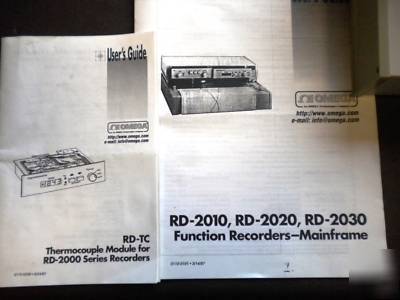 User's Guide
OMEGA
http://www.omega.com
e-mail: info@omega.com
RD-TC
Thermocouple Module for
RD-2000 Series Recorders
User's Guide
OMEGA
http://www.omega.com
e-mail: info@omega.com
RD-2010, RD-2020, RD-2030
Function Recorders–Mainframe